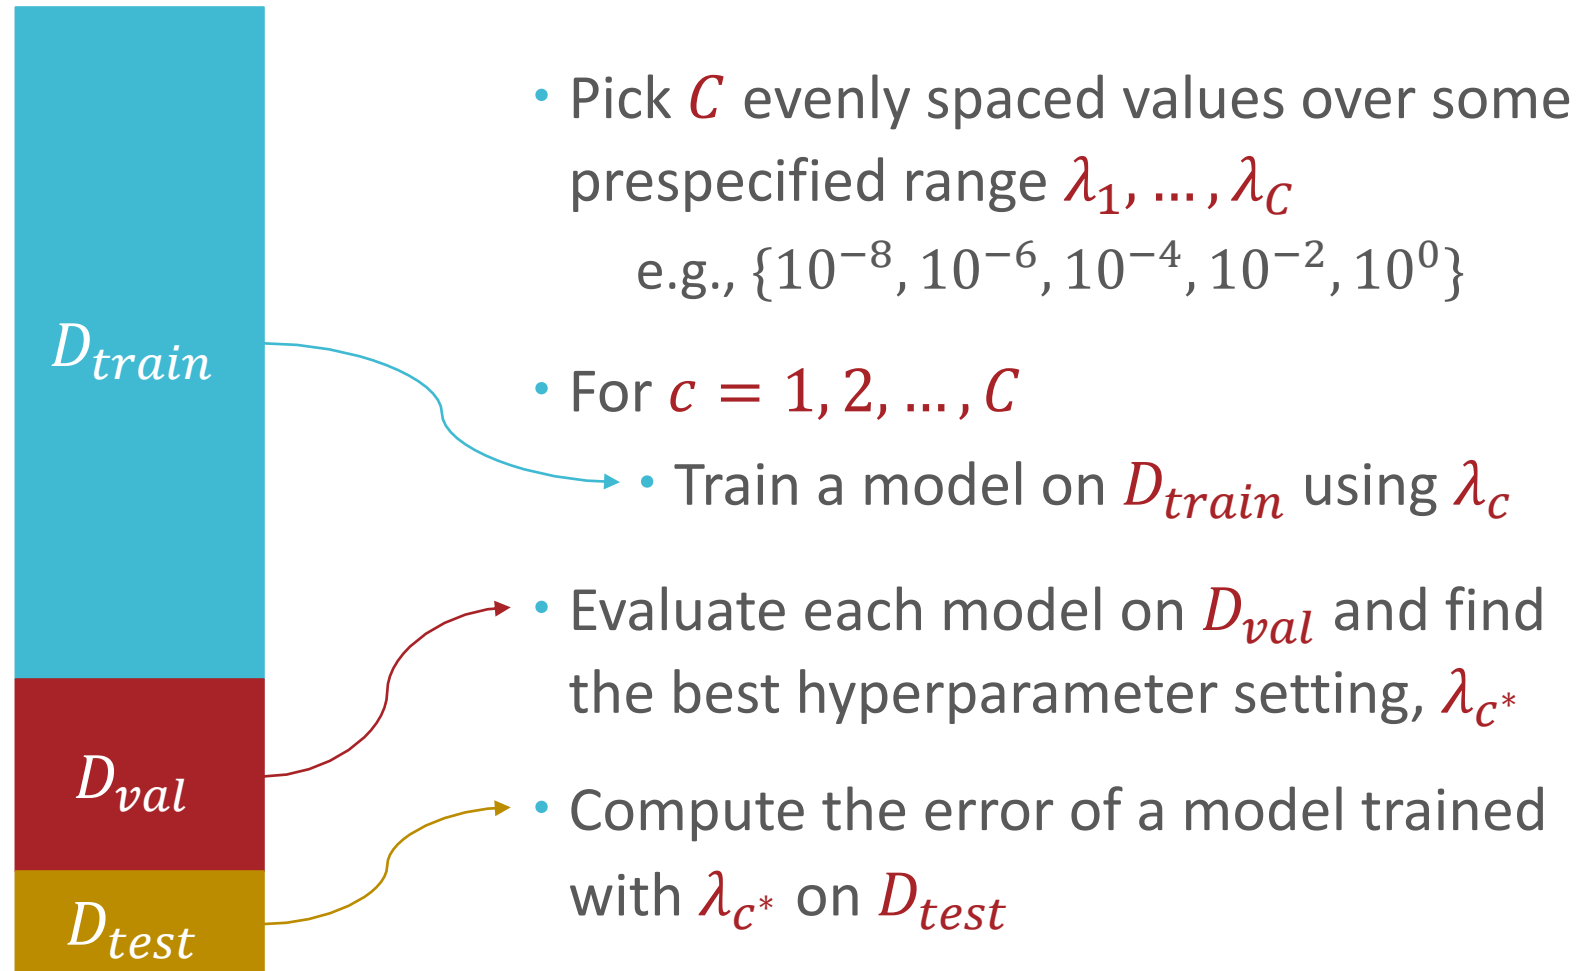 D_train
D_val
D_test
• Pick C evenly spaced values over some
prespecified range λ_1, … , λ_C
e.g., {10^−8, 10^−6, 10^−4, 10^−2, 10^0}
• For c = 1, 2, … , C
• Train a model on D_train using λ_c
• Evaluate each model on D_val and find
the best hyperparameter setting, λ_c*
• Compute the error of a model trained
with λ_c* on D_test